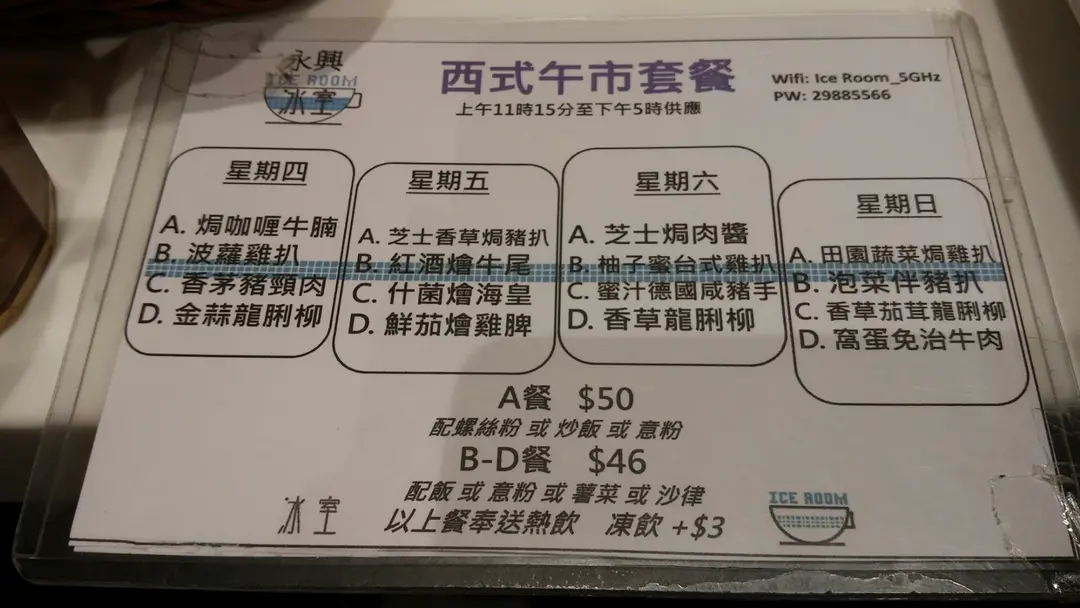 永興
ICE ROOM
冰室
西式午市套餐
上午11時15分至下午5時供應
Wifi: Ice Room_5GHz
PW: 29885566
星期四
A. 焗咖喱牛腩
B. 波蘿雞扒
C. 香茅豬頸肉
D. 金蒜龍脷柳
星期五
A. 芝士香草焗豬扒
B. 紅酒燴牛尾
C. 什菌燴海皇
D. 鮮茄燴雞脾
星期六
A. 芝士焗肉醬
B. 柚子蜜台式雞扒
C. 蜜汁德國咸豬手
D. 香草龍脷柳
星期日
A. 田園蔬菜焗雞扒
B. 泡菜伴豬扒
C. 香草茄茸龍脷柳
D. 窩蛋免治牛肉
A餐 $50
配螺絲粉 或 炒飯 或 意粉
B-D餐 $46
配飯 或 意粉 或 薯菜 或 沙律
以上餐奉送熱飲 凍飲 +$3
冰室
ICE ROOM